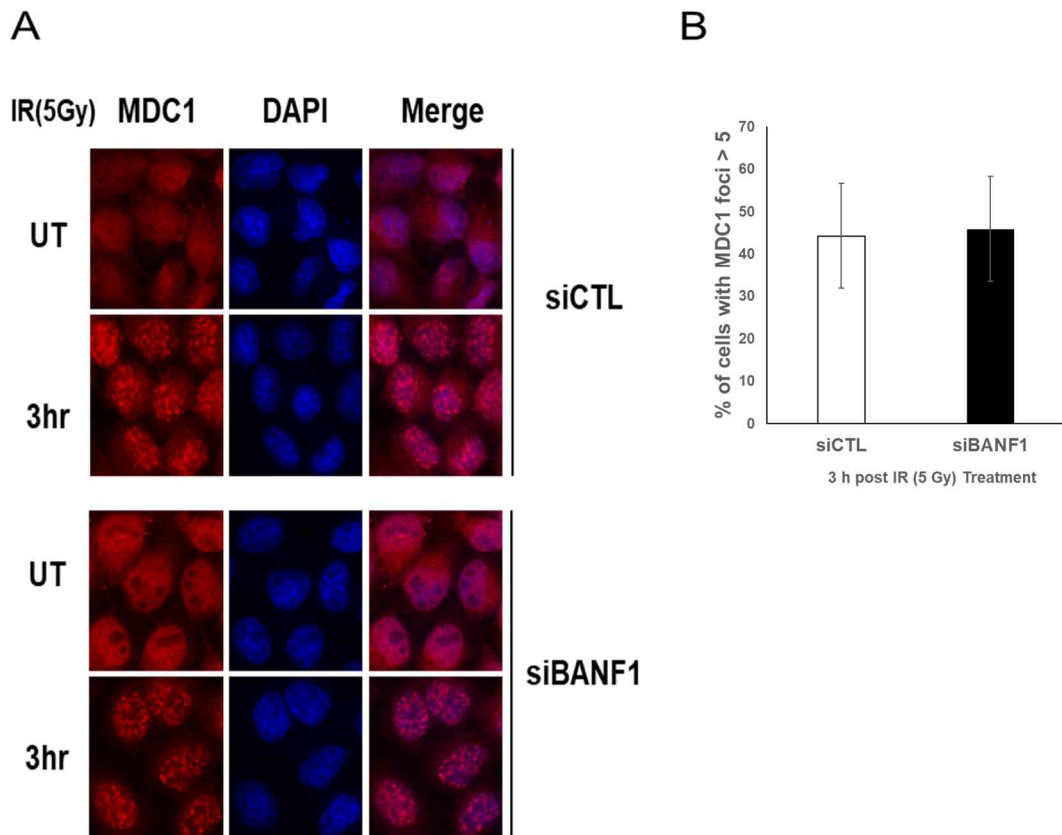 A
IR(5Gy) MDC1 DAPI Merge
UT
siCTL
3hr
UT
siBANF1
3hr
B
% of cells with MDC1 foci > 5
70
60
50
40
30
20
10
0
siCTL siBANF1
3 h post IR (5 Gy) Treatment